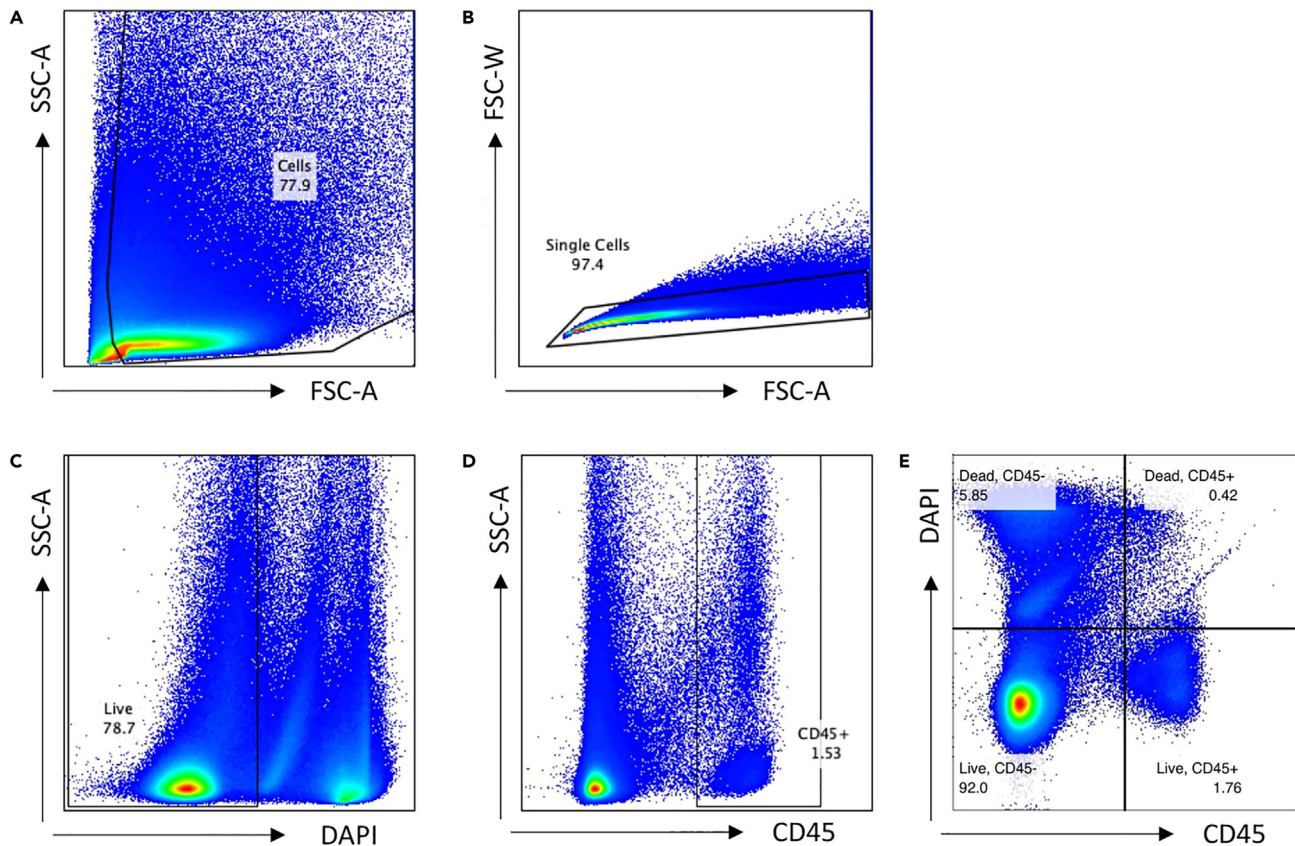 A
SSC-A
Cells
77.9
FSC-A
B
FSC-W
Single Cells
97.4
FSC-A
C
SSC-A
Live
78.7
DAPI
D
SSC-A
CD45+
1.53
CD45
E
DAPI
Dead, CD45-
5.85
Dead, CD45+
0.42
Live, CD45-
92.0
Live, CD45+
1.76
CD45